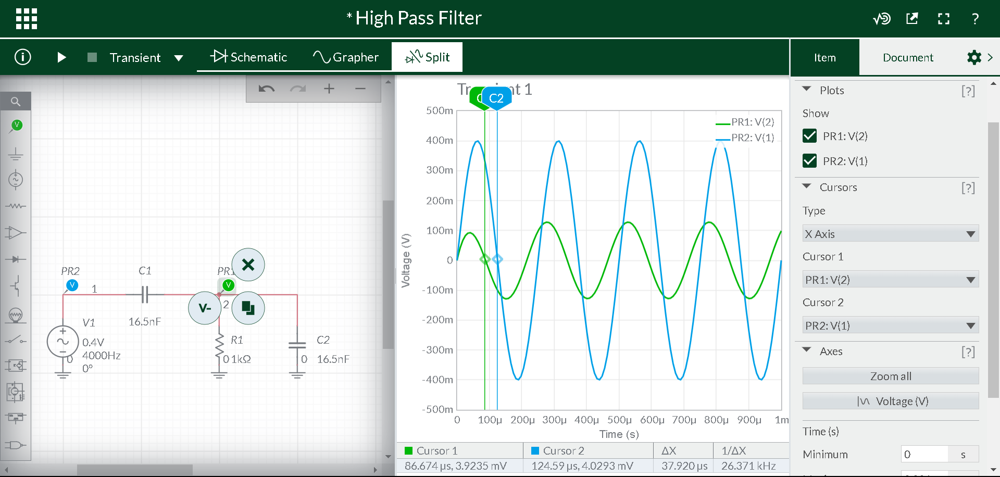 * High Pass Filter
?
Transient
Schematic
Grapher
Split
Item
Document
V
PR2
V
1
C1
16.5nF
PR1
V
V-
2
V1
0.4V
4000Hz
0°
0
R1
0 1kΩ
C2
0 16.5nF
Transient 1
C2
500m
400m
300m
200m
100m
0
-100m
-200m
-300m
-400m
-500m
Voltage (V)
PR1: V(2)
PR2: V(1)
0 100µ 200µ 300µ 400µ 500µ 600µ 700µ 800µ 900µ 1m
Time (s)
Cursor 1 Cursor 2 ΔX 1/ΔX
86.674 µs, 3.9235 mV 124.59 µs, 4.0293 mV 37.920 µs 26.371 kHz
Plots [?]
Show
PR1: V(2)
PR2: V(1)
Cursors [?]
Type
X Axis
Cursor 1
PR1: V(2)
Cursor 2
PR2: V(1)
Axes [?]
Zoom all
Voltage (V)
Time (s)
Minimum 0 s